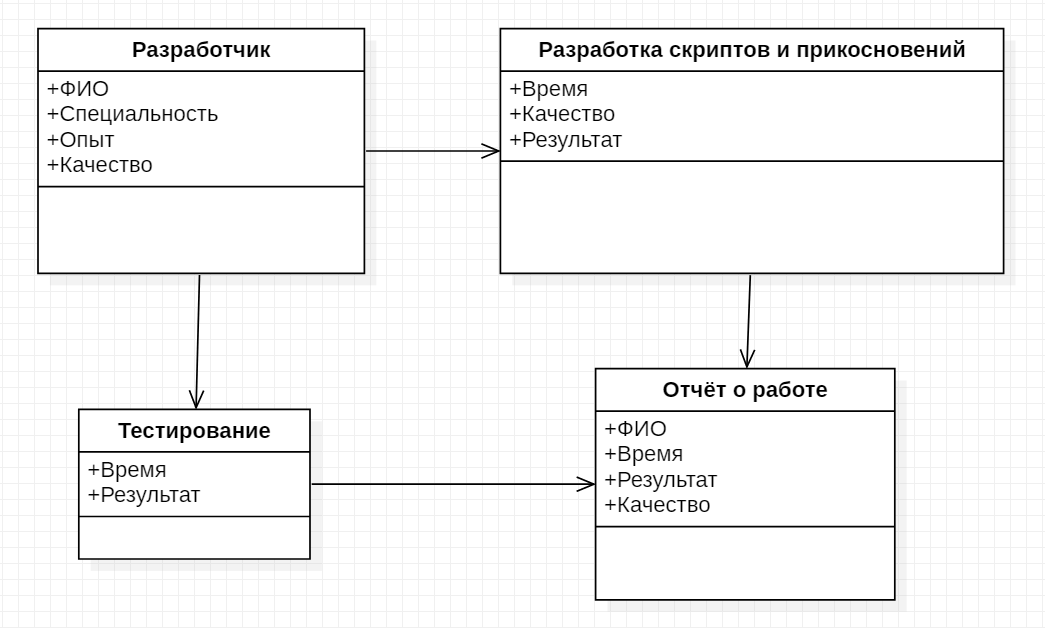 Разработчик
+ФИО
+Специальность
+Опыт
+Качество
Разработка скриптов и прикосновений
+Время
+Качество
+Результат
Тестирование
+Время
+Результат
Отчёт о работе
+ФИО
+Время
+Результат
+Качество